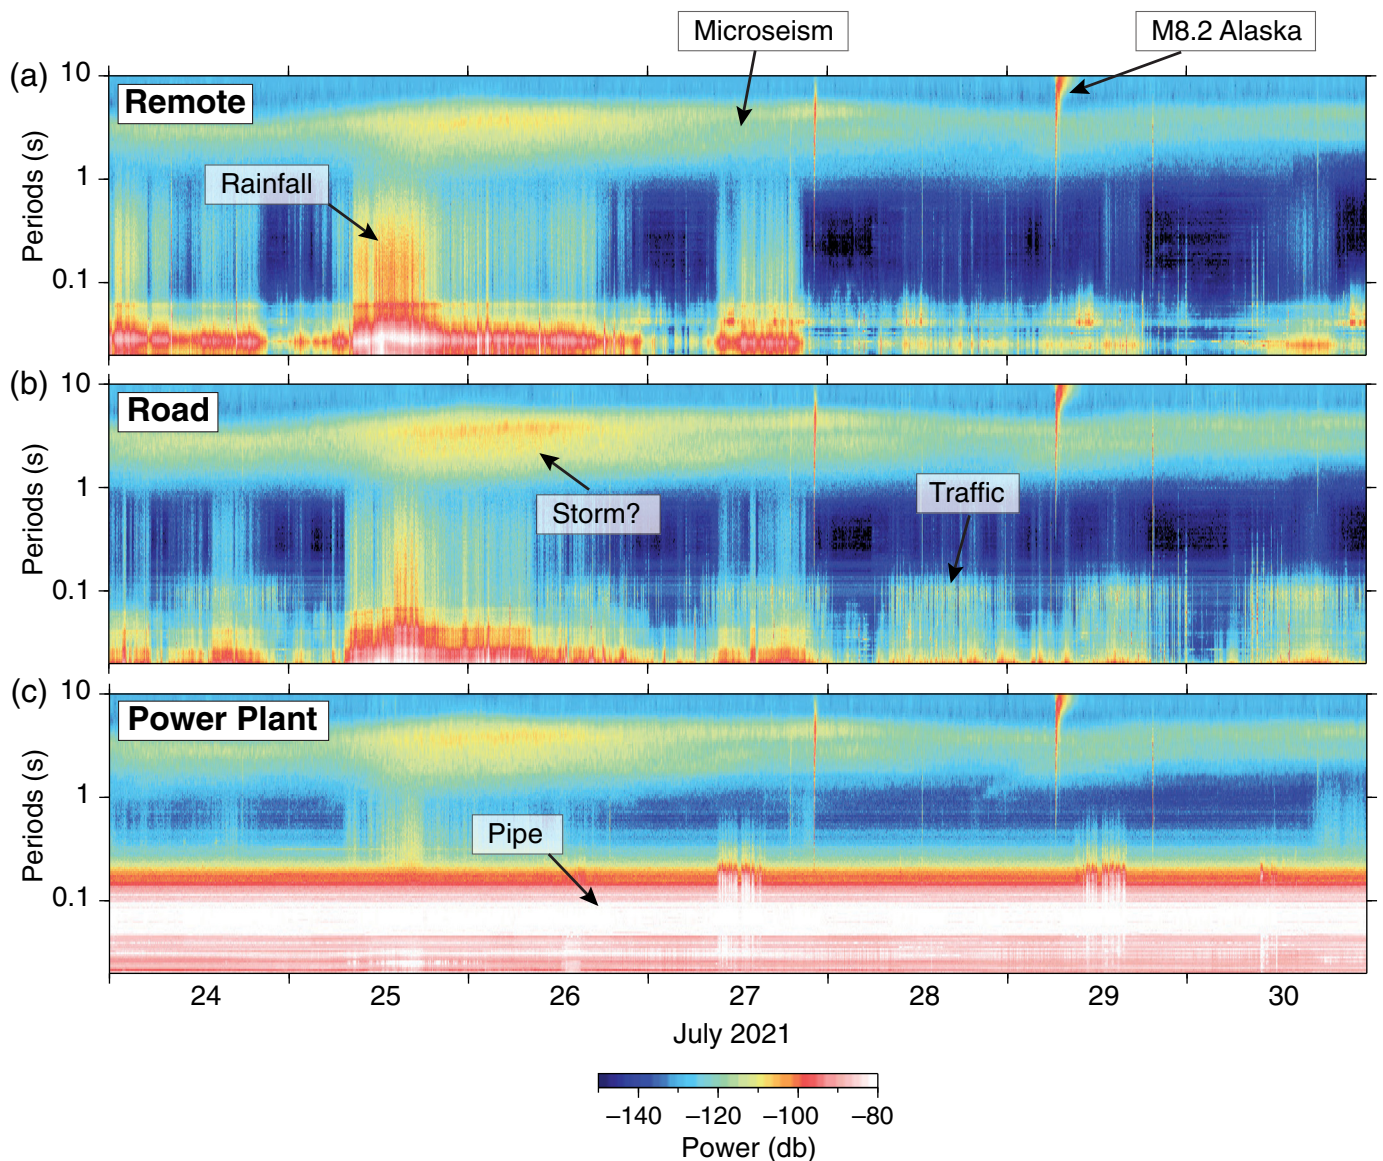 Microseism
M8.2 Alaska
(a)
10
Remote
Periods (s)
1
Rainfall
0.1
(b)
10
Road
Periods (s)
1
Storm?
Traffic
0.1
(c)
10
Power Plant
Periods (s)
1
Pipe
0.1
24 25 26 27 28 29 30
July 2021
–140 –120 –100 –80
Power (db)